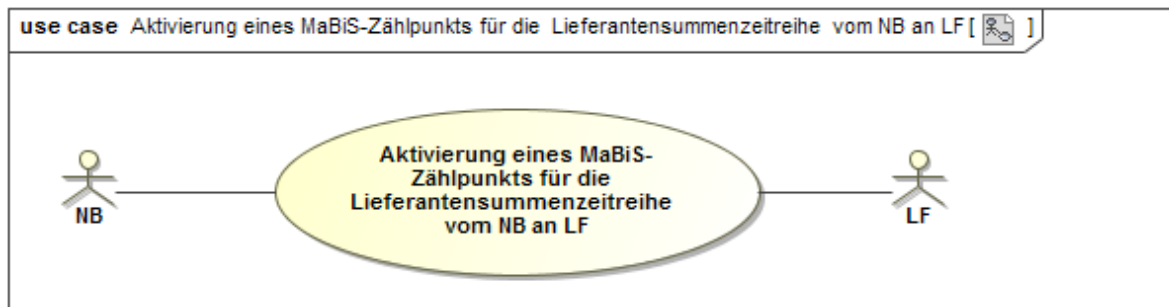 use case Aktivierung eines MaBiS-Zählpunkts für die Lieferantensummenzeitreihe vom NB an LF [ ]
Aktivierung eines MaBiS-
Zählpunkts für die
Lieferantensummenzeitreihe
vom NB an LF
NB
LF